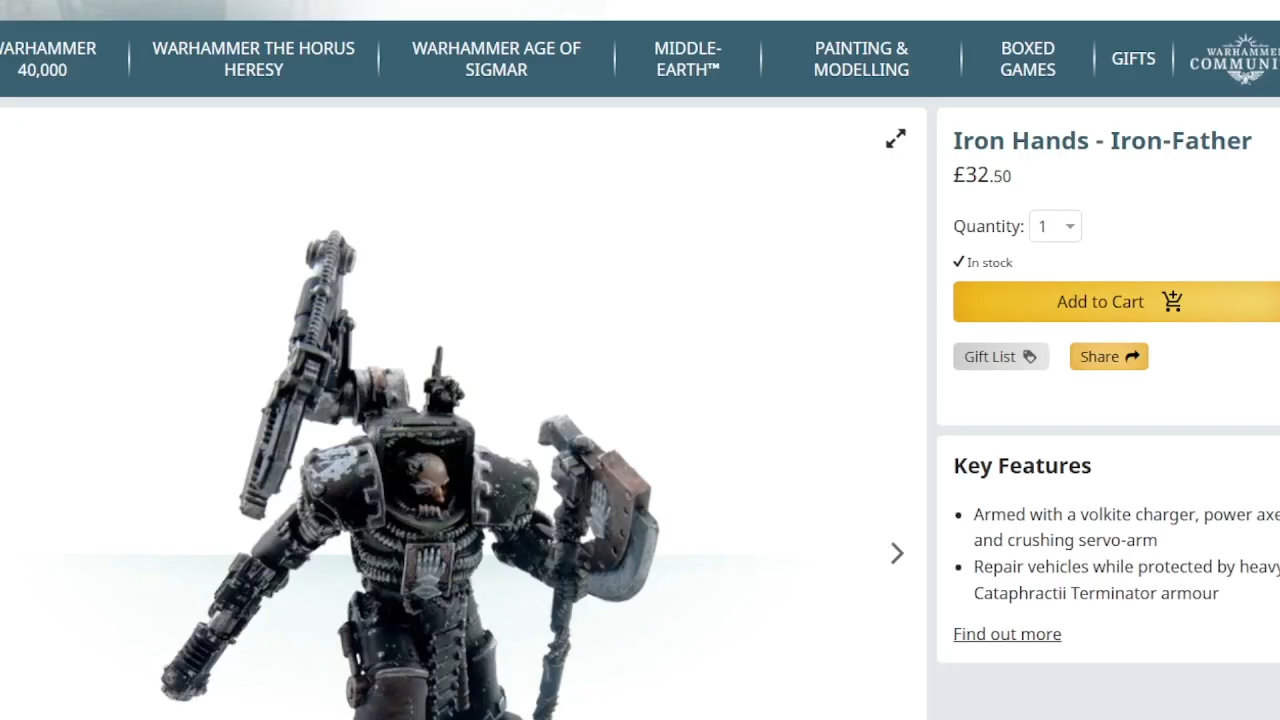 WARHAMMER
40,000
WARHAMMER THE HORUS
HERESY
WARHAMMER AGE OF
SIGMAR
MIDDLE-
EARTH™
PAINTING &
MODELLING
BOXED
GAMES
GIFTS
WARHAMMER
COMMUNI
Iron Hands - Iron-Father
£32.50
Quantity: 1
In stock
Add to Cart
Gift List
Share
Key Features
Armed with a volkite charger, power axe
and crushing servo-arm
Repair vehicles while protected by heavy
Cataphractii Terminator armour
Find out more